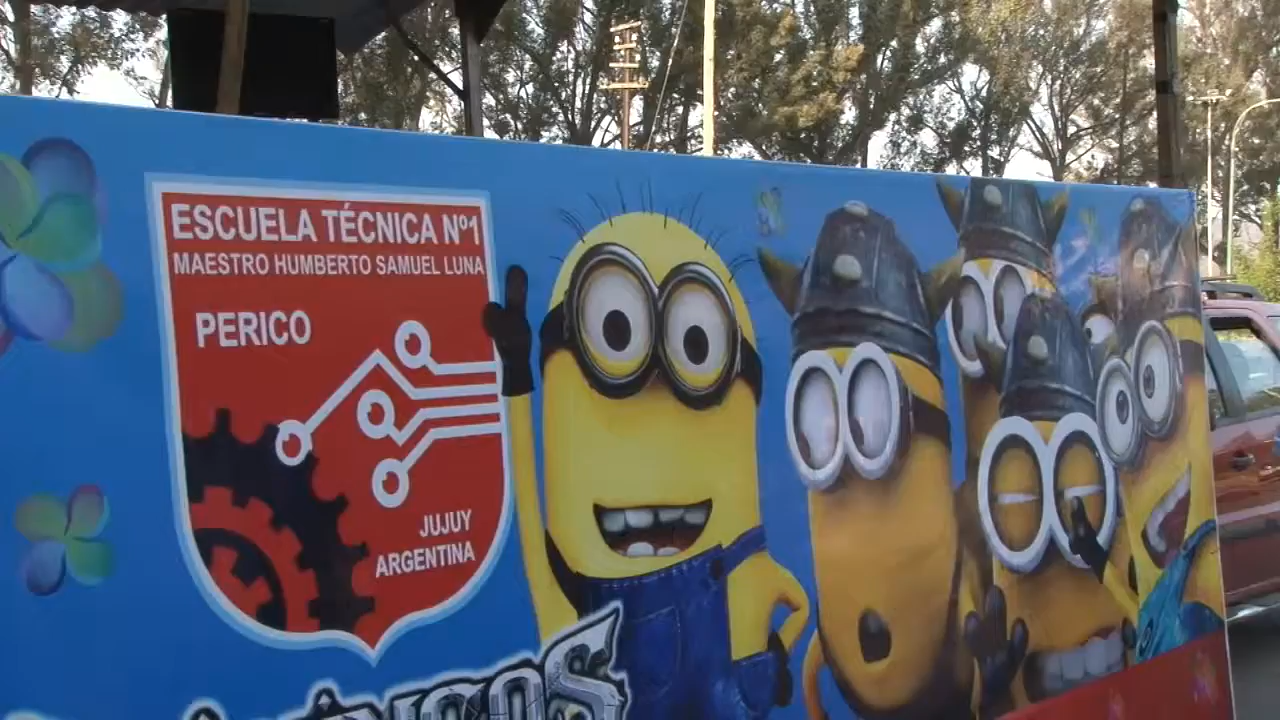 ESCUELA TÉCNICA Nº1
MAESTRO HUMBERTO SAMUEL LUNA
PERICO
JUJUY
ARGENTINA